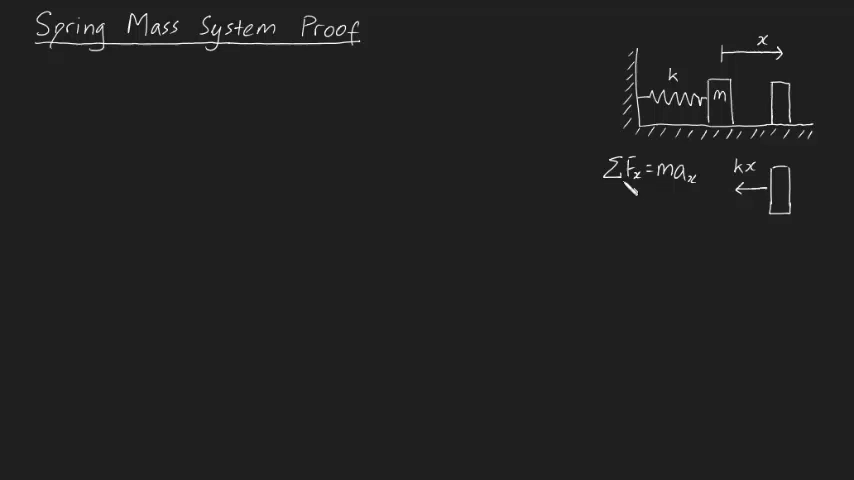 Spring Mass System Proof
x
k
m
ΣFₓ=maₓ
kx